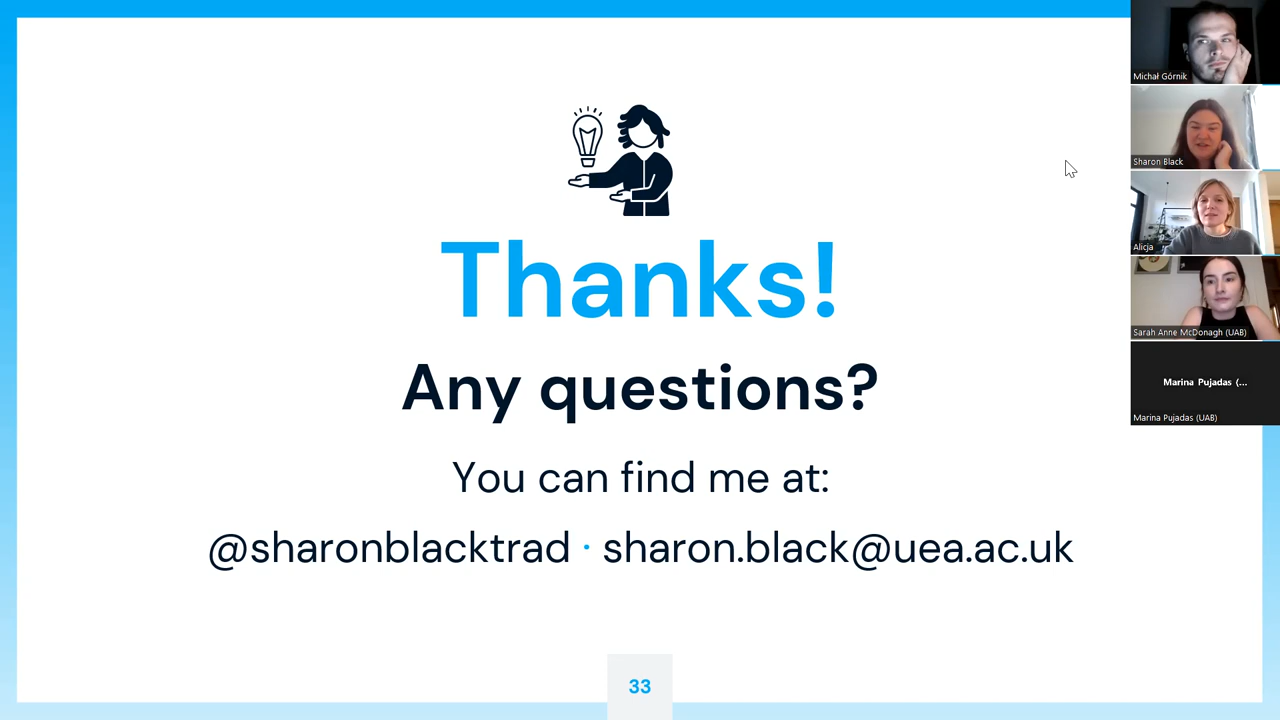 Thanks!
Any questions?
You can find me at:
@sharonblacktrad · sharon.black@uea.ac.uk
33
Michał Górnik
Sharon Black
Alicja
Sarah Anne McDonagh (UAB)
Marina Pujadas (...
Marina Pujadas (UAB)